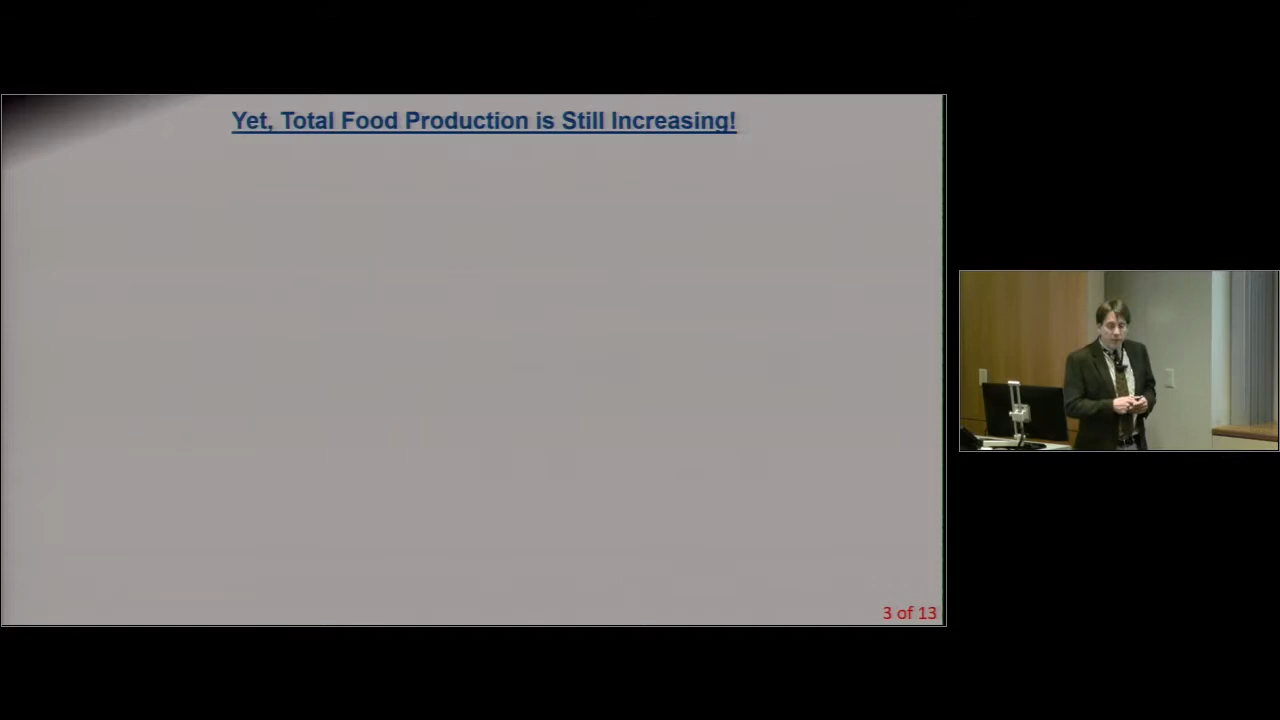 Yet, Total Food Production is Still Increasing!
3 of 13